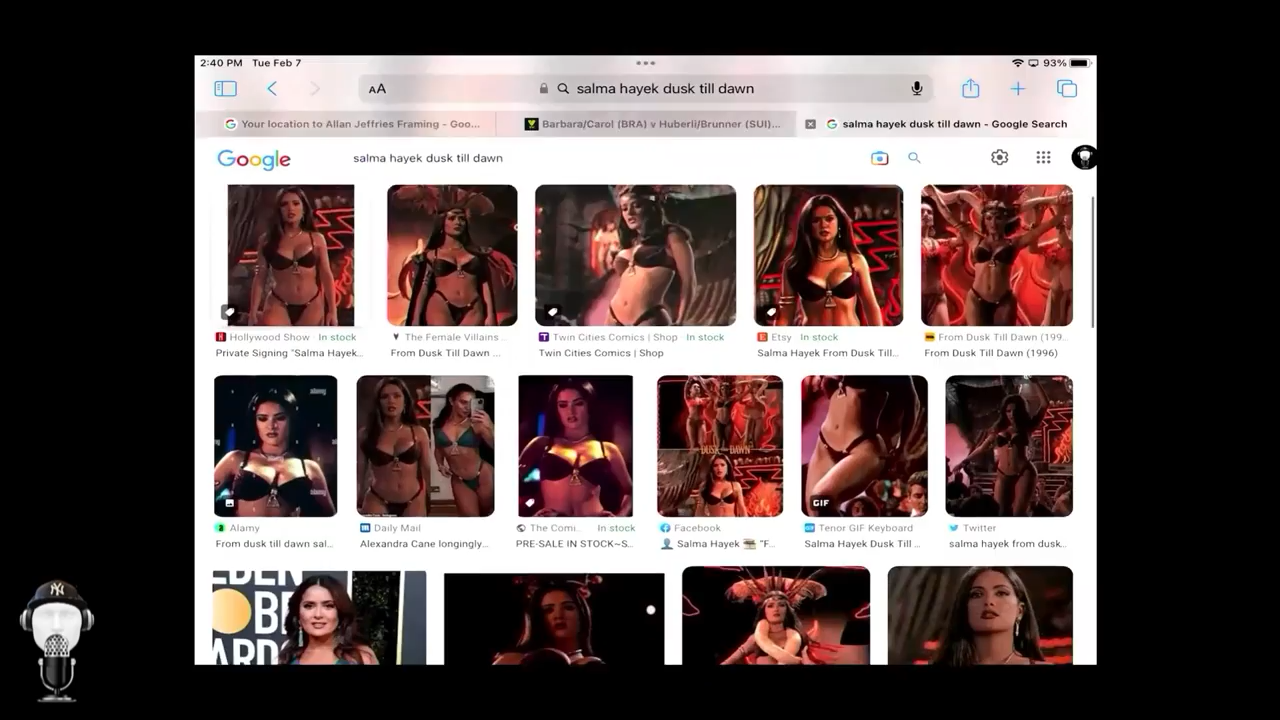 2:40 PM Tue Feb 7
93%
AA
salma hayek dusk till dawn
Your location to Allan Jeffries Framing - Goo...
Barbara/Carol (BRA) v Huberli/Brunner (SUI)...
salma hayek dusk till dawn - Google Search
Google
salma hayek dusk till dawn
Hollywood Show In stock
The Female Villains ...
Twin Cities Comics | Shop In stock
Etsy In stock
From Dusk Till Dawn (199...
Private Signing "Salma Hayek...
From Dusk Till Dawn ...
Twin Cities Comics | Shop
Salma Hayek From Dusk Till...
From Dusk Till Dawn (1996)
alamy
alamy
DUSK DAWN
GIF
Alamy
Daily Mail
The Comi... In stock
Facebook
Tenor GIF Keyboard
Twitter
From dusk till dawn sal...
Alexandra Cane longingly...
PRE-SALE IN STOCK~S...
Salma Hayek "F...
Salma Hayek Dusk Till ...
salma hayek from dusk...